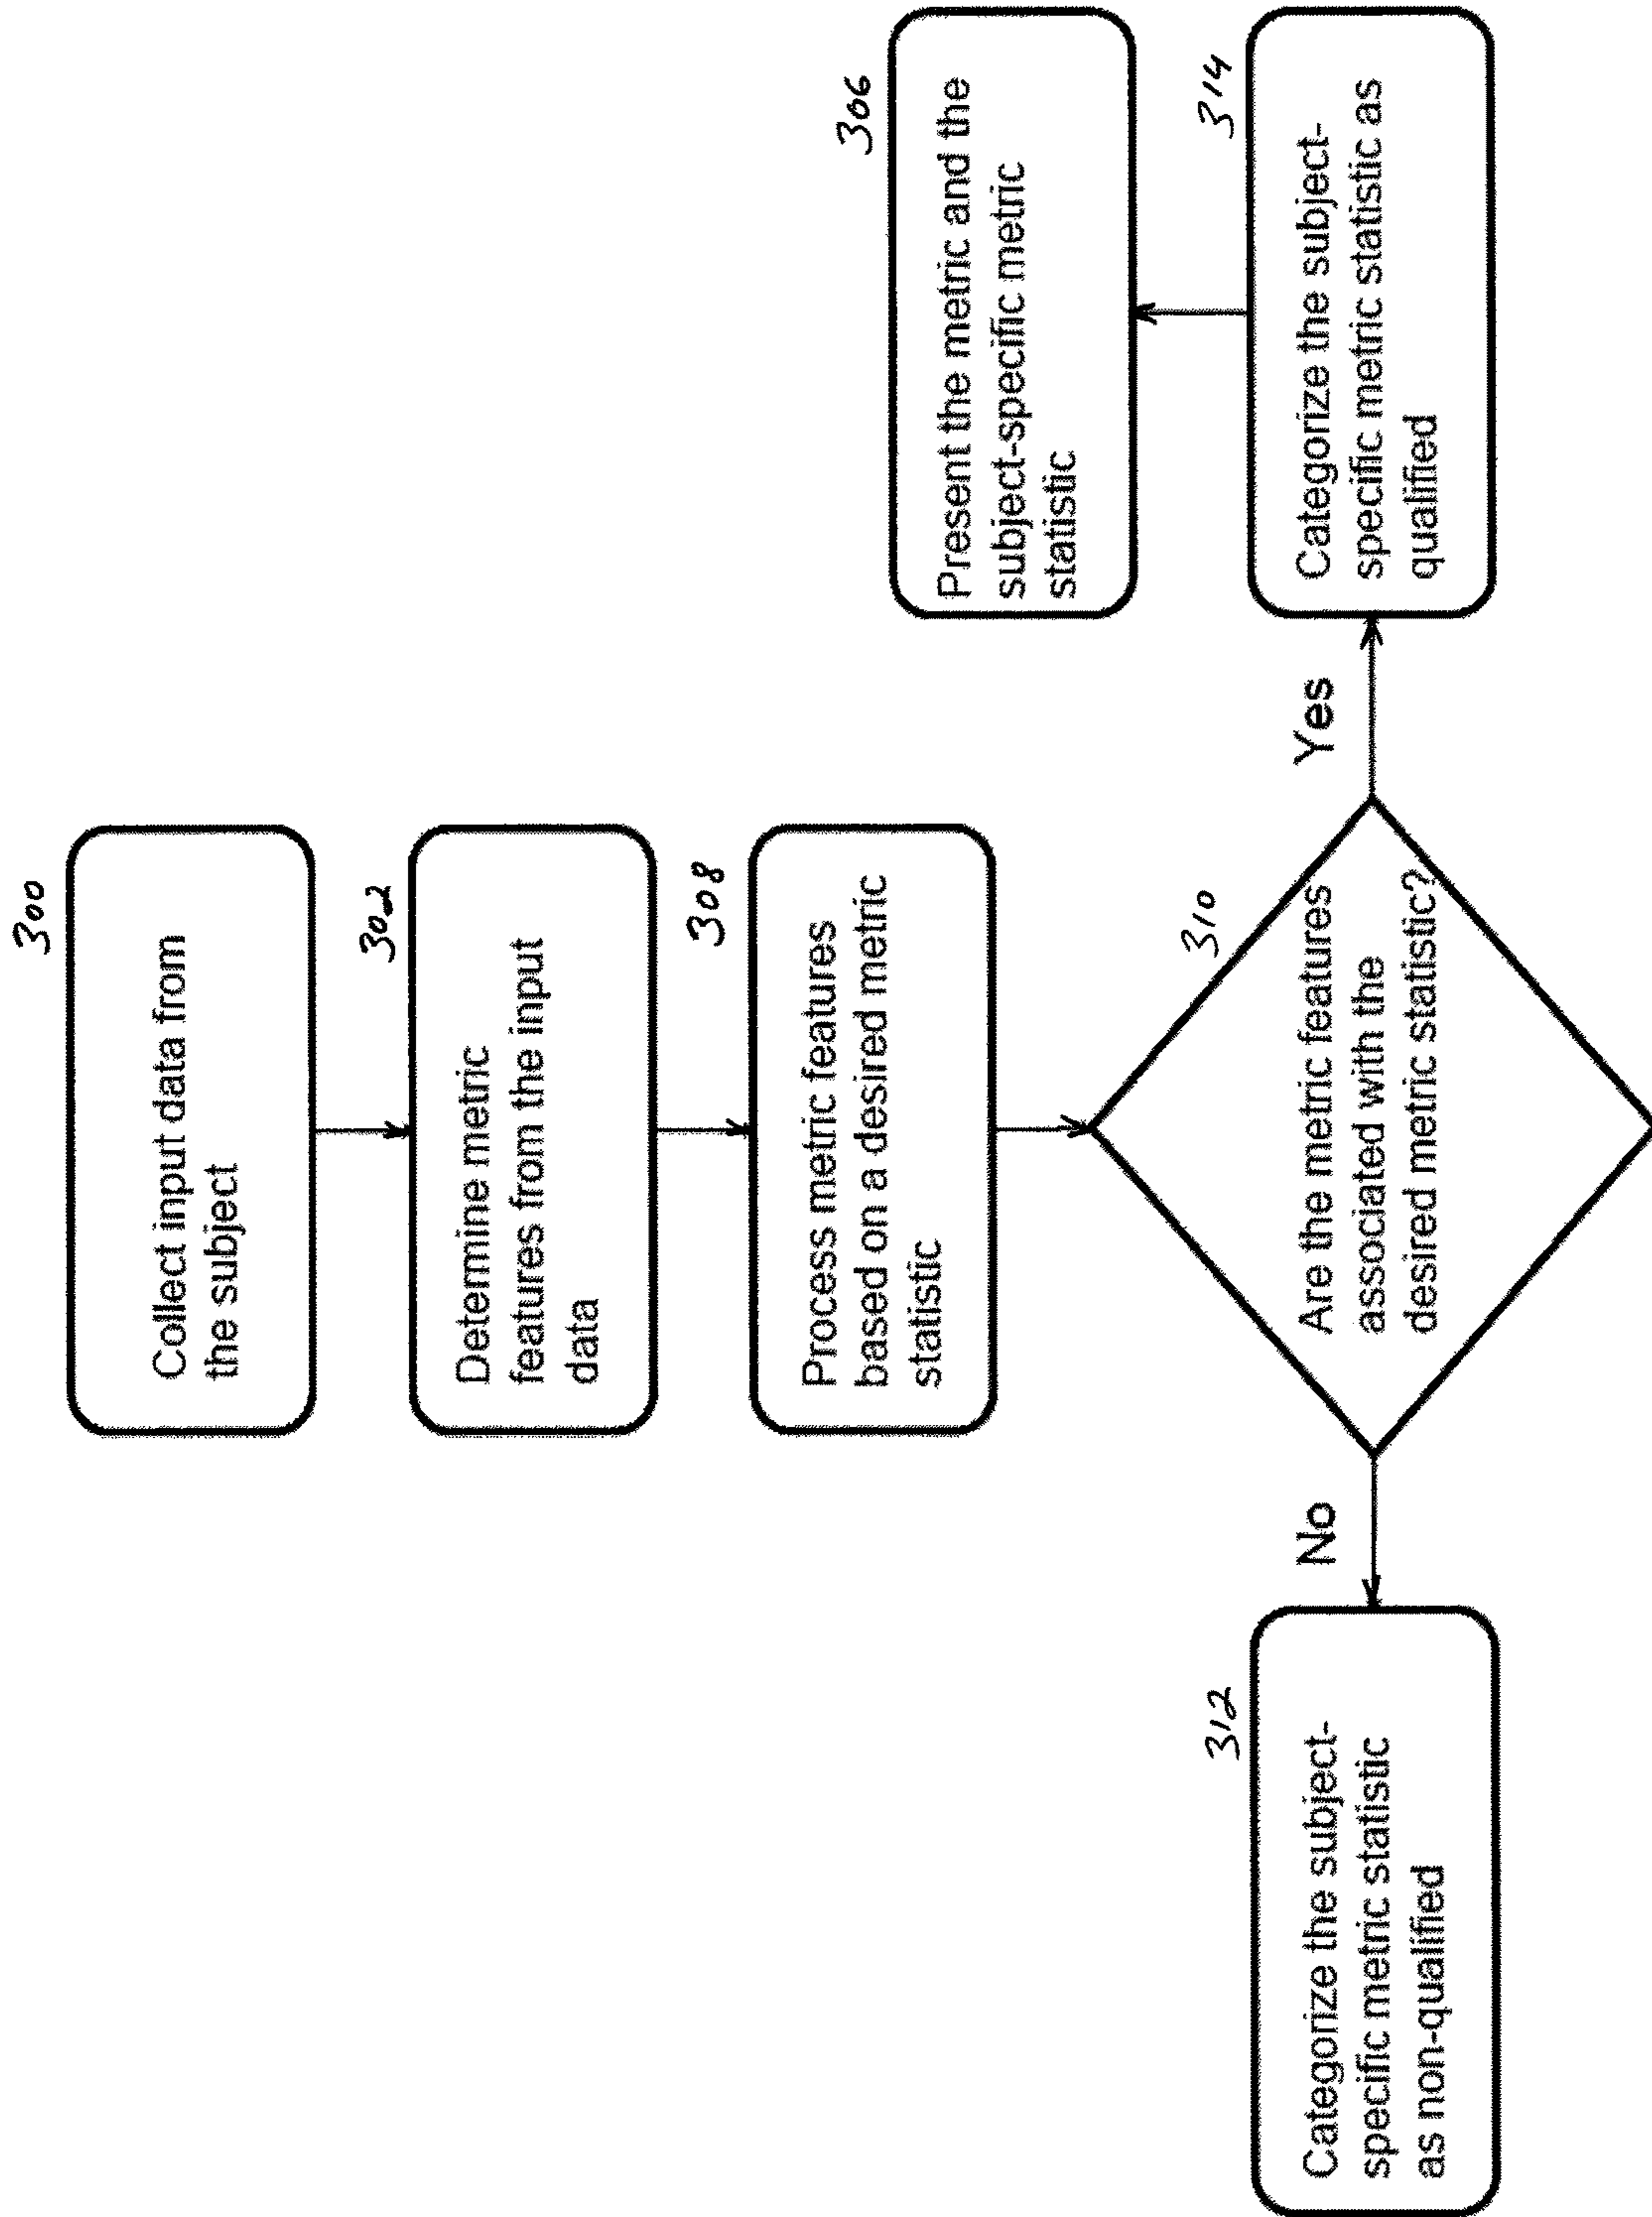 300
Collect input data from
the subject
302
Determine metric
features from the input
data
308
Process metric features
based on a desired metric
statistic
310
Are the metric features
associated with the
desired metric statistic?
No
312
Categorize the subject-
specific metric statistic
as non-qualified
Yes
314
Categorize the subject-
specific metric statistic as
qualified
306
Present the metric and the
subject-specific metric
statistic